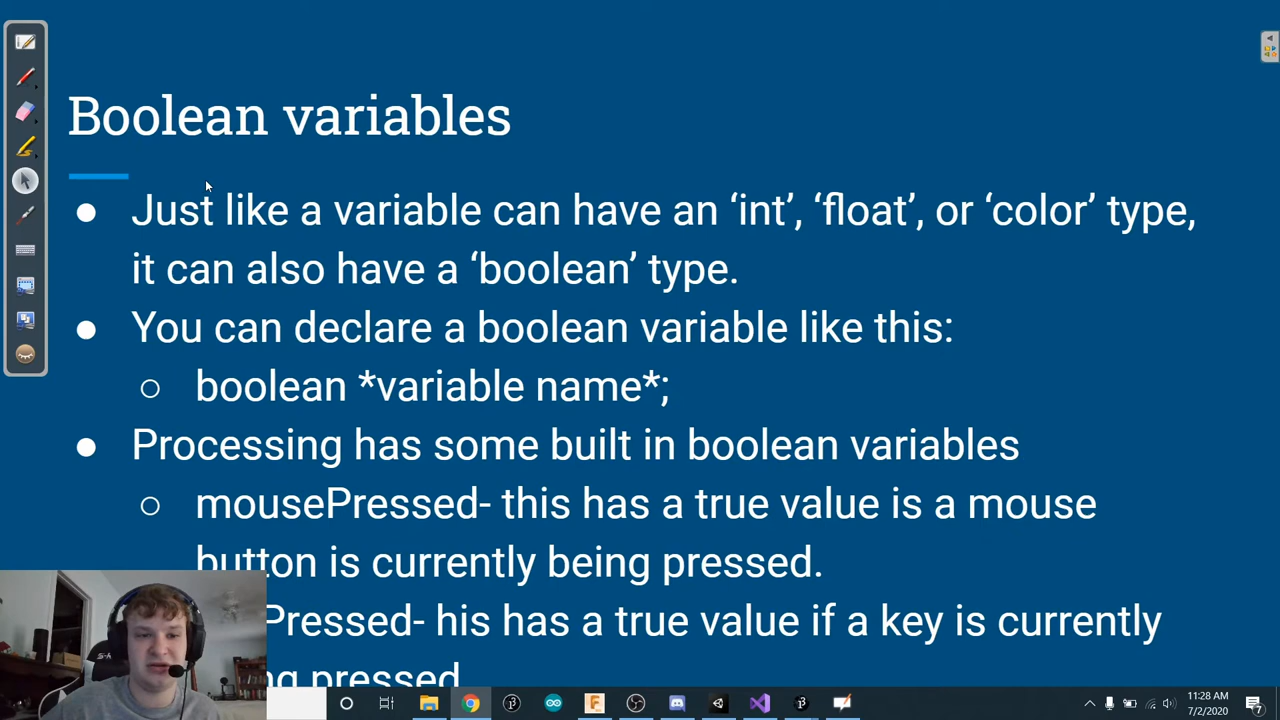 Boolean variables
● Just like a variable can have an ‘int’, ‘float’, or ‘color’ type,
it can also have a ‘boolean’ type.
● You can declare a boolean variable like this:
○ boolean *variable name*;
● Processing has some built in boolean variables
○ mousePressed- this has a true value is a mouse
button is currently being pressed.
Pressed- his has a true value if a key is currently
pressed
11:28 AM
7/2/2020